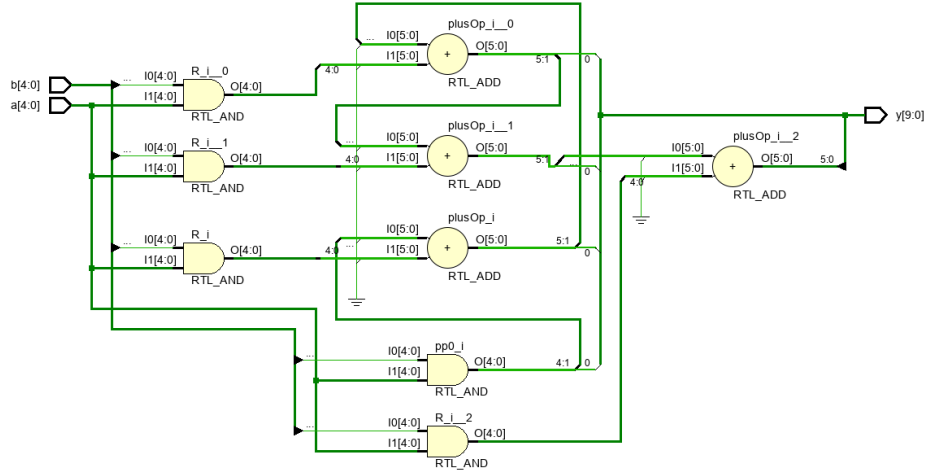 plusOp_i__0
... I0[5:0] O[5:0]
I1[5:0] + 5:1 0
RTL_ADD
R_i__0
b[4:0] ... I0[4:0] O[4:0] 4:0
a[4:0] I1[4:0]
RTL_AND
plusOp_i__1
I0[5:0] O[5:0]
... I1[5:0] + 5:1 ... 0
RTL_ADD
R_i__1
... I0[4:0] O[4:0] 4:0
I1[4:0]
RTL_AND
plusOp_i__2
I0[5:0] O[5:0] 5:0
... I1[5:0] +
4:0
RTL_ADD
y[9:0]
plusOp_i
I0[5:0] O[5:0] 5:1
... I1[5:0] + 0
RTL_ADD
R_i
... I0[4:0] O[4:0] 4:0
I1[4:0]
RTL_AND
pp0_i
... I0[4:0] O[4:0] 4:1 0
I1[4:0]
RTL_AND
R_i__2
... I0[4:0] O[4:0]
I1[4:0]
RTL_AND